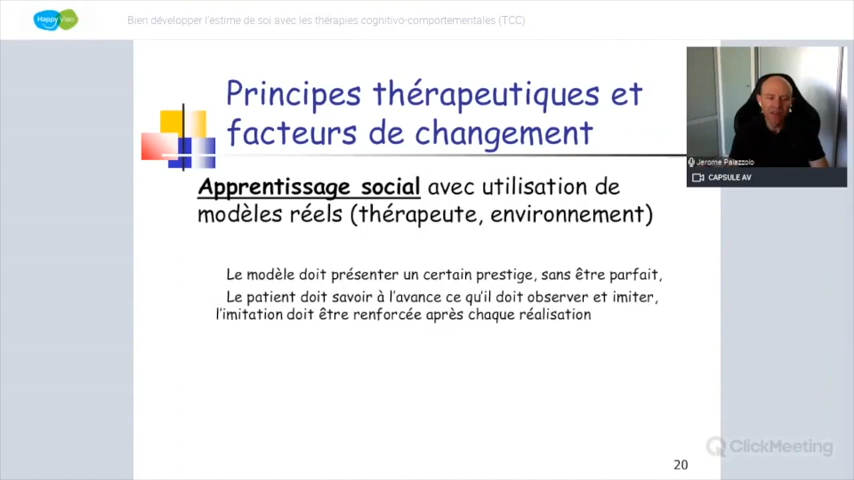 Happy Visio
Bien développer l'estime de soi avec les thérapies cognitivo-comportementales (TCC)
Principes thérapeutiques et
facteurs de changement
Jerome Palazzolo
CAPSULE AV
Apprentissage social avec utilisation de
modèles réels (thérapeute, environnement)
Le modèle doit présenter un certain prestige, sans être parfait,
Le patient doit savoir à l'avance ce qu'il doit observer et imiter,
l'imitation doit être renforcée après chaque réalisation
ClickMeeting
20